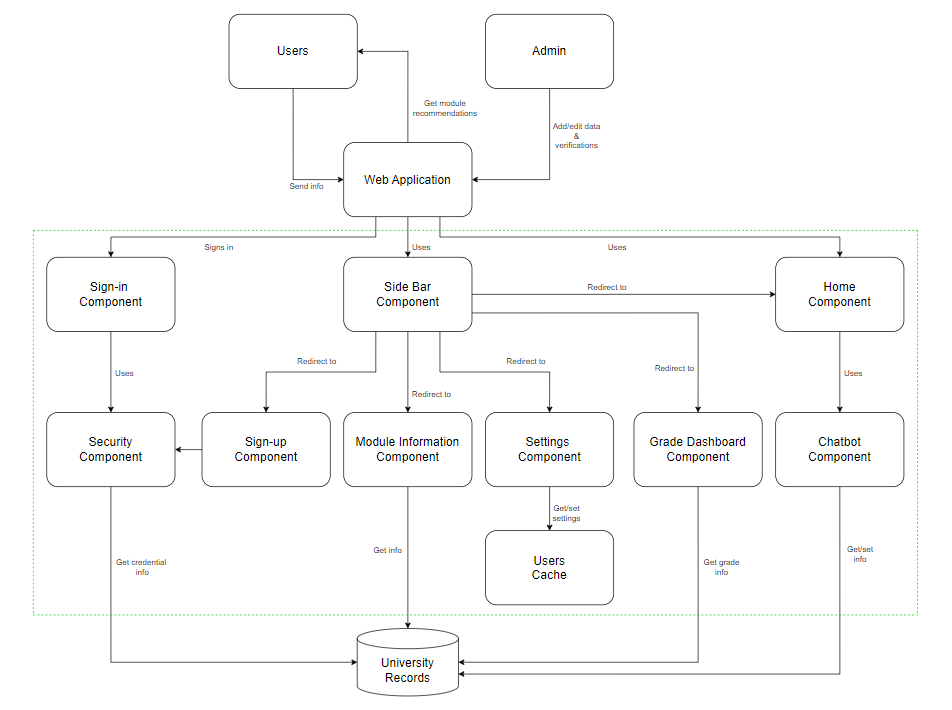 Users
Admin
Get module
recommendations
Add/edit data
&
verifications
Web Application
Send info
Signs in
Uses
Uses
Sign-in
Component
Side Bar
Component
Redirect to
Home
Component
Uses
Redirect to
Redirect to
Redirect to
Redirect to
Uses
Security
Component
Sign-up
Component
Module Information
Component
Settings
Component
Grade Dashboard
Component
Chatbot
Component
Get/set
settings
Get credential
info
Get info
Users
Cache
Get grade
info
Get/set
info
University
Records